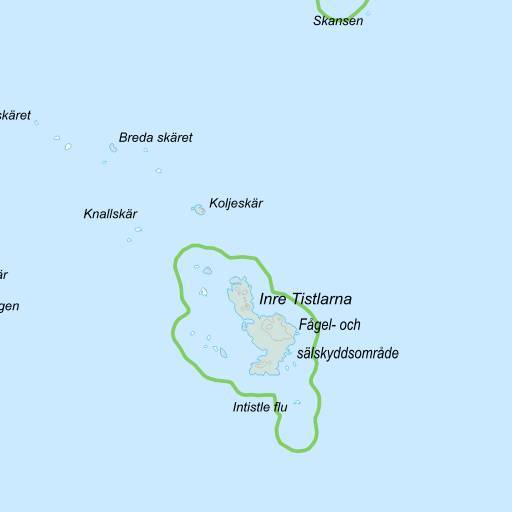 Skansen
skäret
Breda skäret
Koljeskär
Knallskär
är
gen
Inre Tistlarna
Fågel- och
sälskyddsområde
Intistle flu